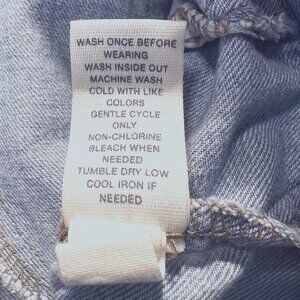 WASH ONCE BEFORE
WEARING
WASH INSIDE OUT
MACHINE WASH
COLD WITH LIKE
COLORS
GENTLE CYCLE
ONLY
NON-CHLORINE
BLEACH WHEN
NEEDED
TUMBLE DRY LOW
COOL IRON IF
NEEDED